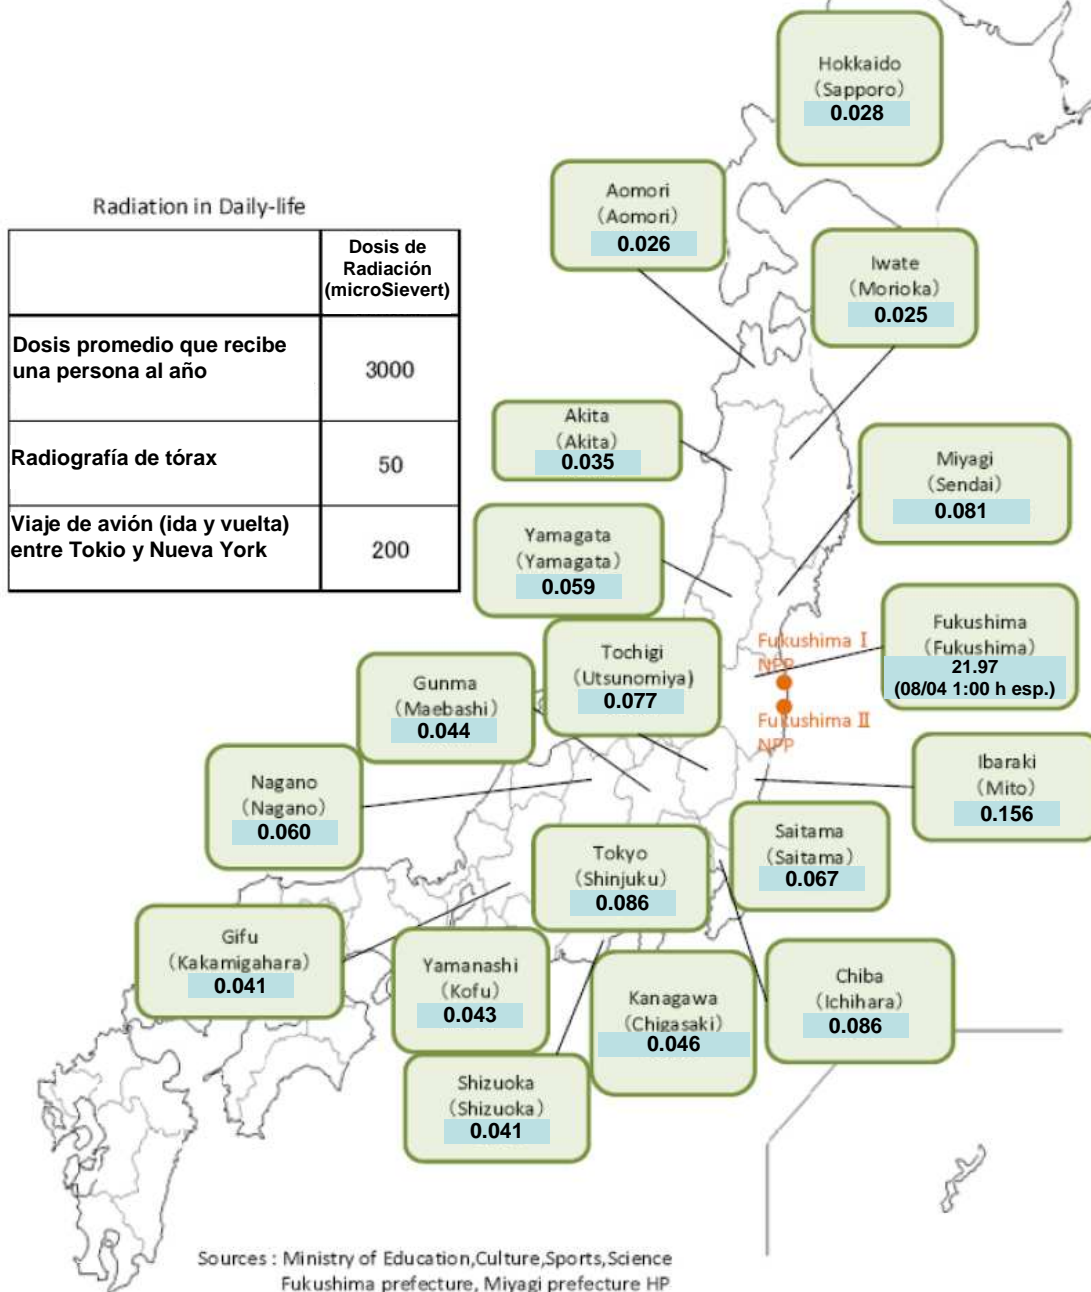 Hokkaido
(Sapporo)
0.028
Radiation in Daily-life
Dosis de
Radiación
(microSievert)
Dosis promedio que recibe
una persona al año
3000
Radiografía de tórax
50
Viaje de avión (ida y vuelta)
entre Tokio y Nueva York
200
Aomori
(Aomori)
0.026
Iwate
(Morioka)
0.025
Akita
(Akita)
0.035
Miyagi
(Sendai)
0.081
Yamagata
(Yamagata)
0.059
Fukushima
(Fukushima)
21.97
(08/04 1:00 h esp.)
Fukushima Ⅰ
NPP
Fukushima Ⅱ
NPP
Tochigi
(Utsunomiya)
0.077
Gunma
(Maebashi)
0.044
Nagano
(Nagano)
0.060
Ibaraki
(Mito)
0.156
Saitama
(Saitama)
0.067
Tokyo
(Shinjuku)
0.086
Gifu
(Kakamigahara)
0.041
Yamanashi
(Kofu)
0.043
Kanagawa
(Chigasaki)
0.046
Chiba
(Ichihara)
0.086
Shizuoka
(Shizuoka)
0.041
Sources : Ministry of Education,Culture,Sports,Science
Fukushima prefecture, Miyagi prefecture HP